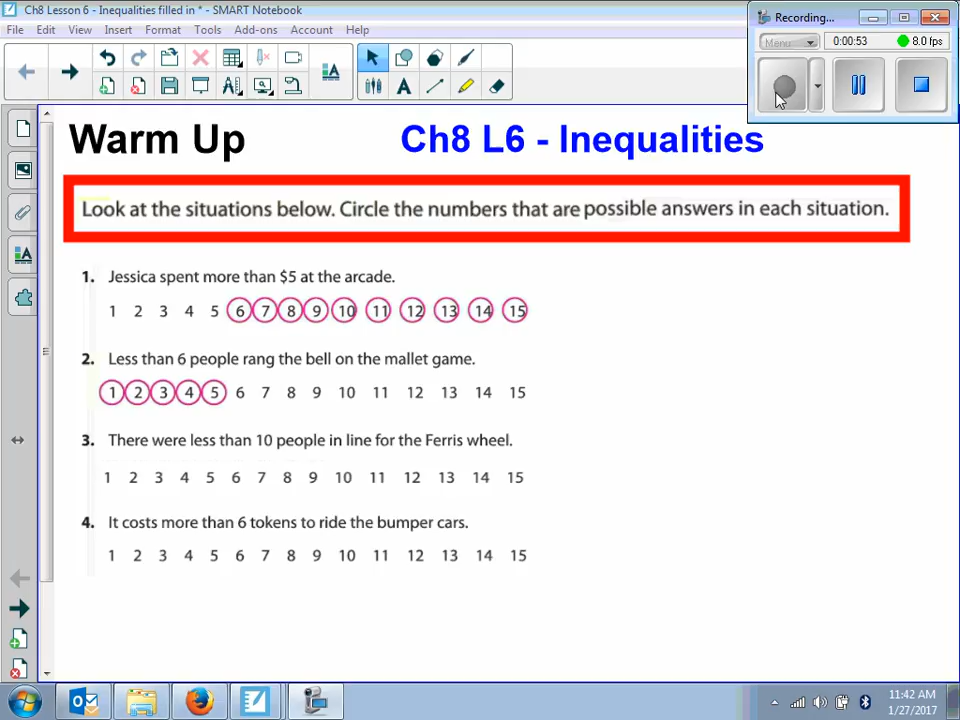 Ch8 Lesson 6 - Inequalities filled in * - SMART Notebook
Recording...
File Edit View Insert Format Tools Add-ons Account Help
Menu 0:00:53 8.0 fps
Warm Up Ch8 L6 - Inequalities
Look at the situations below. Circle the numbers that are possible answers in each situation.
1. Jessica spent more than $5 at the arcade.
1 2 3 4 5 6 7 8 9 10 11 12 13 14 15
2. Less than 6 people rang the bell on the mallet game.
1 2 3 4 5 6 7 8 9 10 11 12 13 14 15
3. There were less than 10 people in line for the Ferris wheel.
1 2 3 4 5 6 7 8 9 10 11 12 13 14 15
4. It costs more than 6 tokens to ride the bumper cars.
1 2 3 4 5 6 7 8 9 10 11 12 13 14 15
11:42 AM
1/27/2017